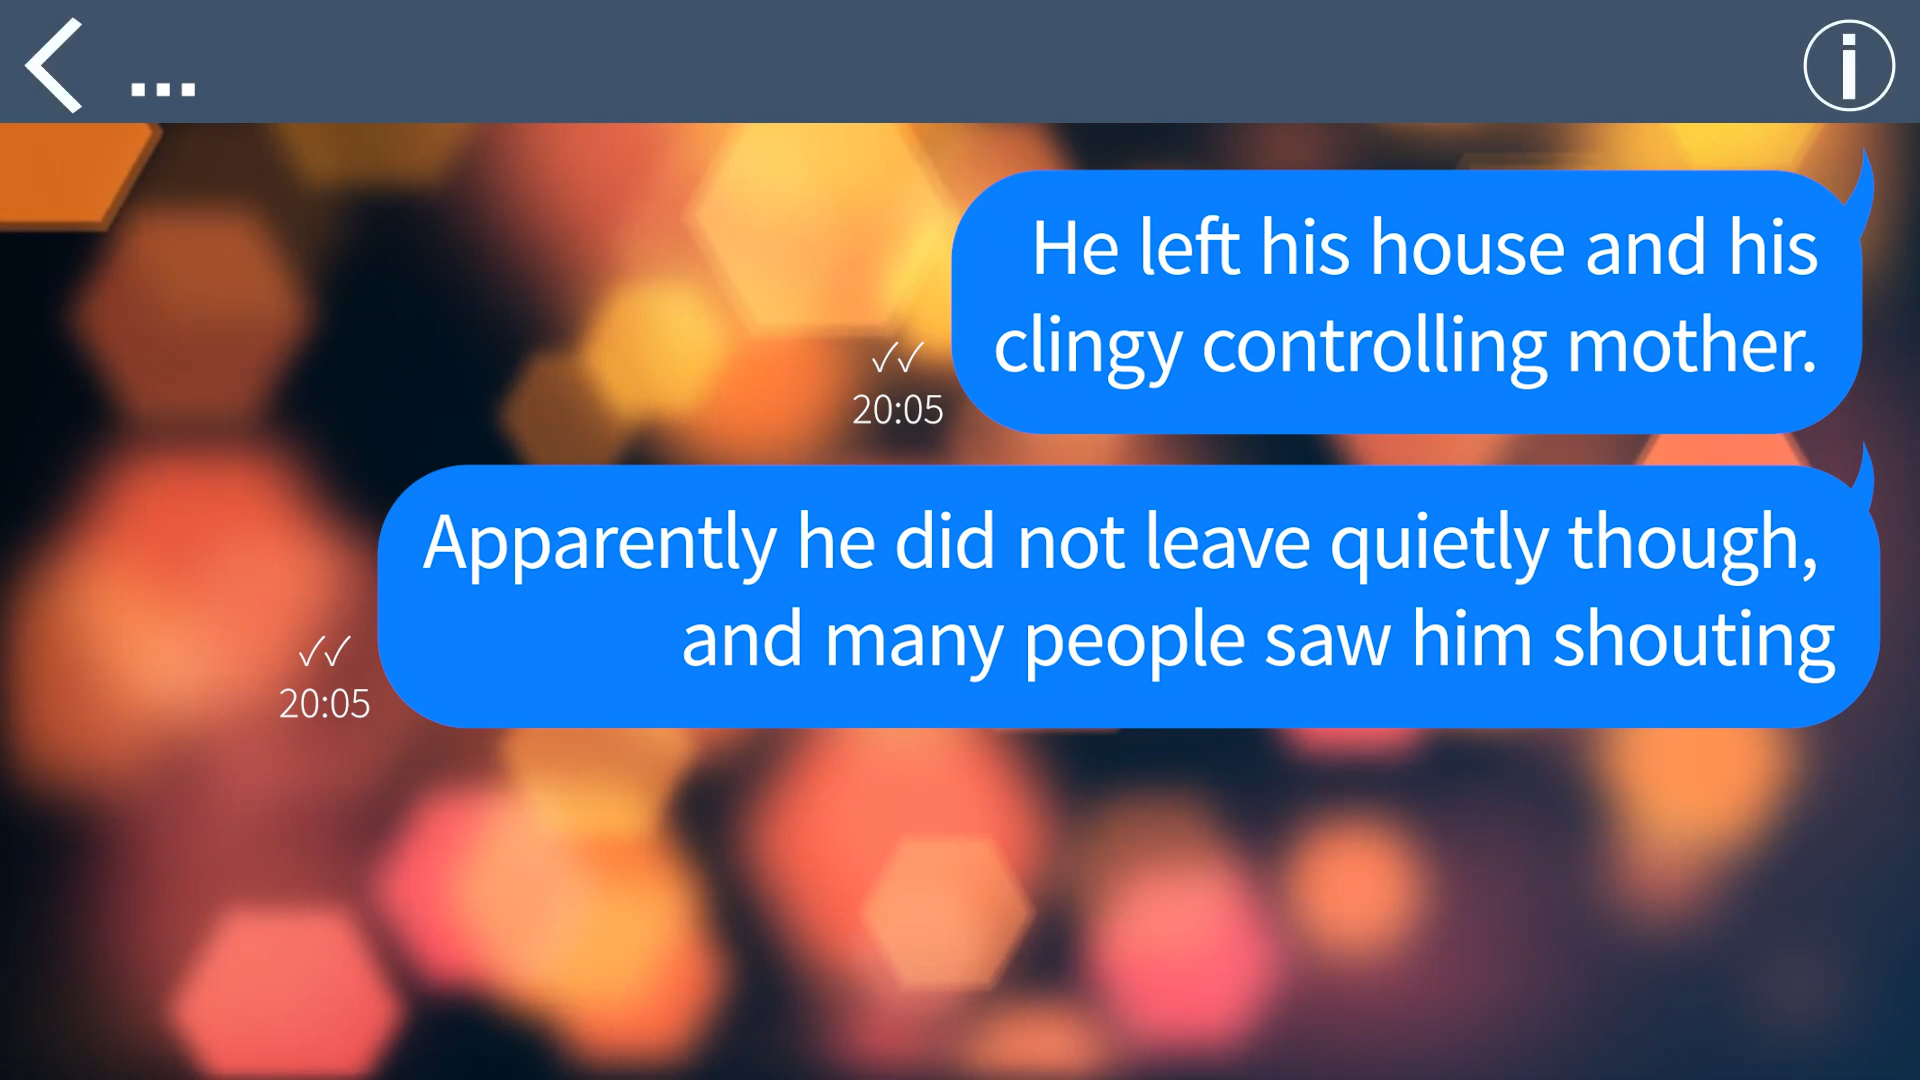 ...
He left his house and his
clingy controlling mother.
✓✓
20:05
Apparently he did not leave quietly though,
and many people saw him shouting
✓✓
20:05